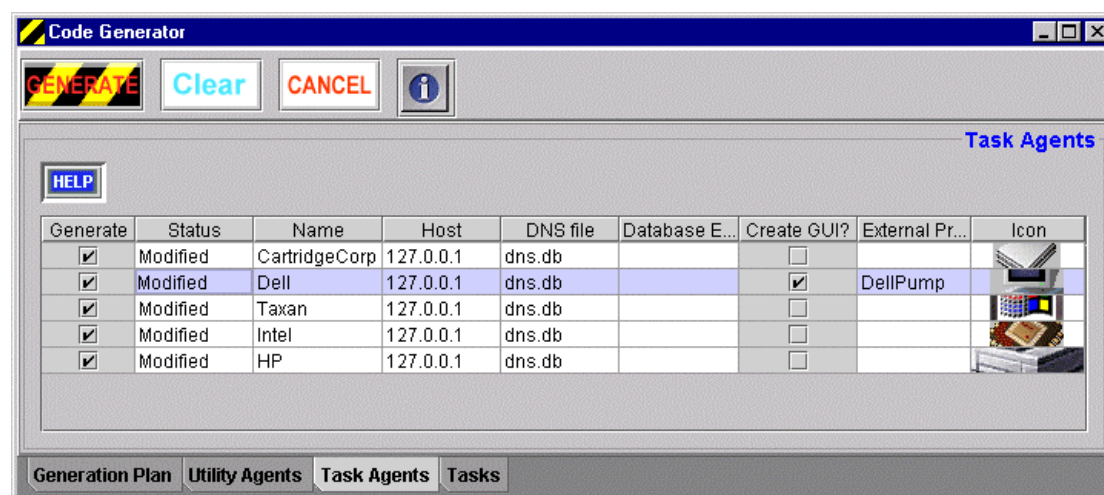 Code Generator
GENERATE Clear CANCEL i
Task Agents
HELP
Generate Status Name Host DNS file Database E... Create GUI? External Pr... Icon
Modified CartridgeCorp 127.0.0.1 dns.db
Modified Dell 127.0.0.1 dns.db DellPump
Modified Taxan 127.0.0.1 dns.db
Modified Intel 127.0.0.1 dns.db
Modified HP 127.0.0.1 dns.db
Generation Plan Utility Agents Task Agents Tasks